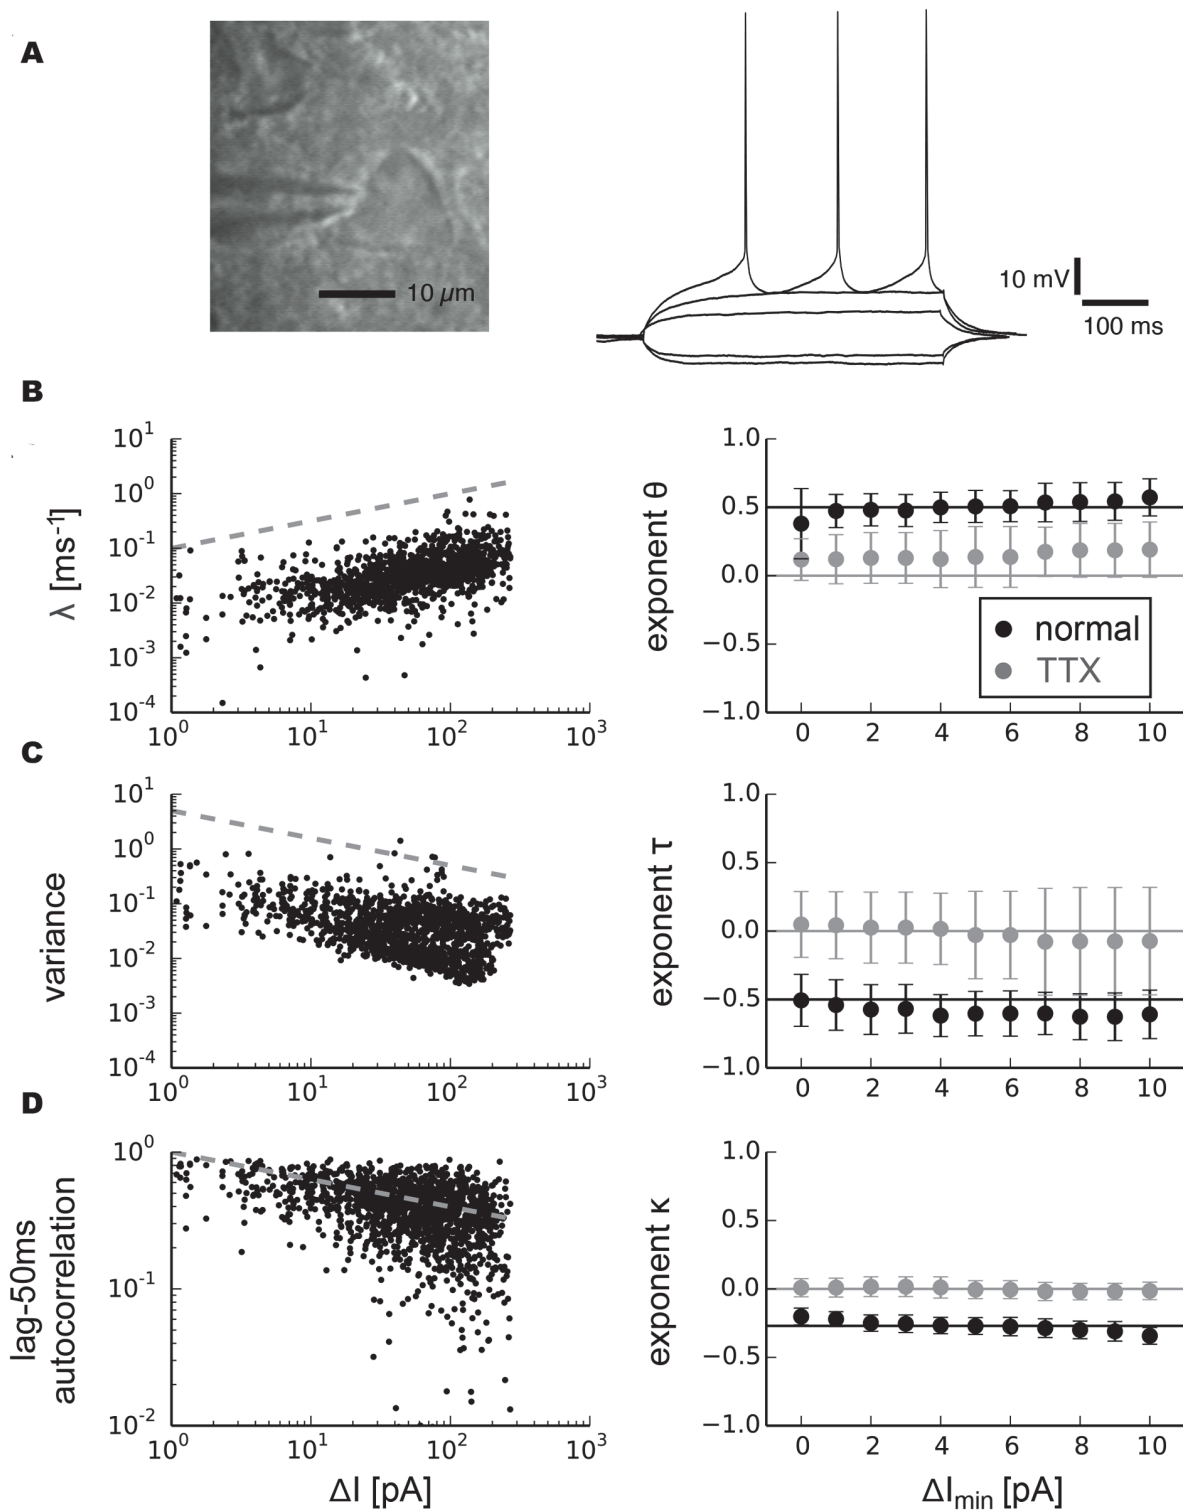 A
10 µm
10 mV
100 ms
B
λ [ms⁻¹]
10¹
10⁰
10⁻¹
10⁻²
10⁻³
10⁻⁴
10⁰ 10¹ 10² 10³
exponent θ
1.0
0.5
0.0
−0.5
−1.0
0 2 4 6 8 10
normal
TTX
C
variance
10¹
10⁰
10⁻¹
10⁻²
10⁻³
10⁻⁴
10⁰ 10¹ 10² 10³
exponent τ
1.0
0.5
0.0
−0.5
−1.0
0 2 4 6 8 10
D
lag-50ms
autocorrelation
10⁰
10⁻¹
10⁻²
10⁰ 10¹ 10² 10³
ΔI [pA]
exponent κ
1.0
0.5
0.0
−0.5
−1.0
0 2 4 6 8 10
ΔImin [pA]